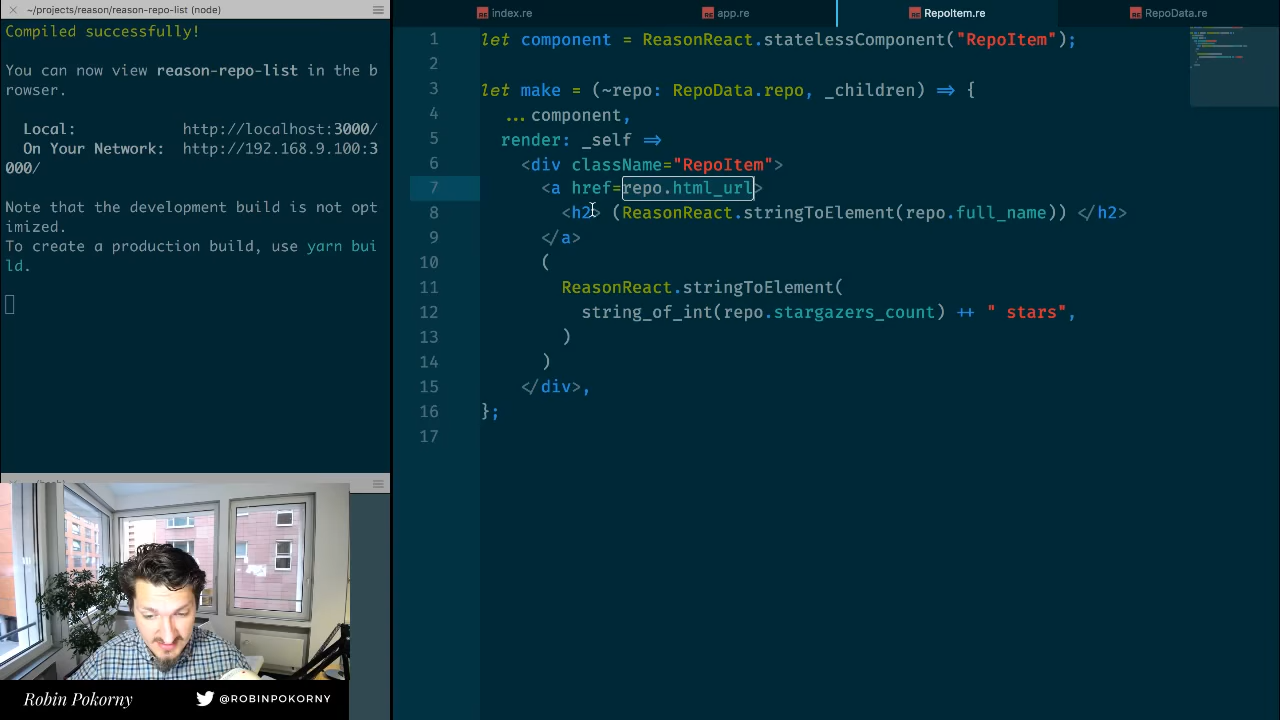 ~/projects/reason/reason-repo-list (node)
Compiled successfully!
You can now view reason-repo-list in the b
rowser.
Local: http://localhost:3000/
On Your Network: http://192.168.9.100:3
000/
Note that the development build is not opt
imized.
To create a production build, use yarn bui
ld.
index.re
app.re
RepoItem.re
RepoData.re
1 let component = ReasonReact.statelessComponent("RepoItem");
2
3 let make = (~repo: RepoData.repo, _children) => {
4 ...component,
5 render: _self =>
6 <div className="RepoItem">
7 <a href=repo.html_url>
8 <h2> (ReasonReact.stringToElement(repo.full_name)) </h2>
9 </a>
10 (
11 ReasonReact.stringToElement(
12 string_of_int(repo.stargazers_count) ++ " stars",
13 )
14 )
15 </div>,
16 };
17
Robin Pokorny
@ROBINPOKORNY